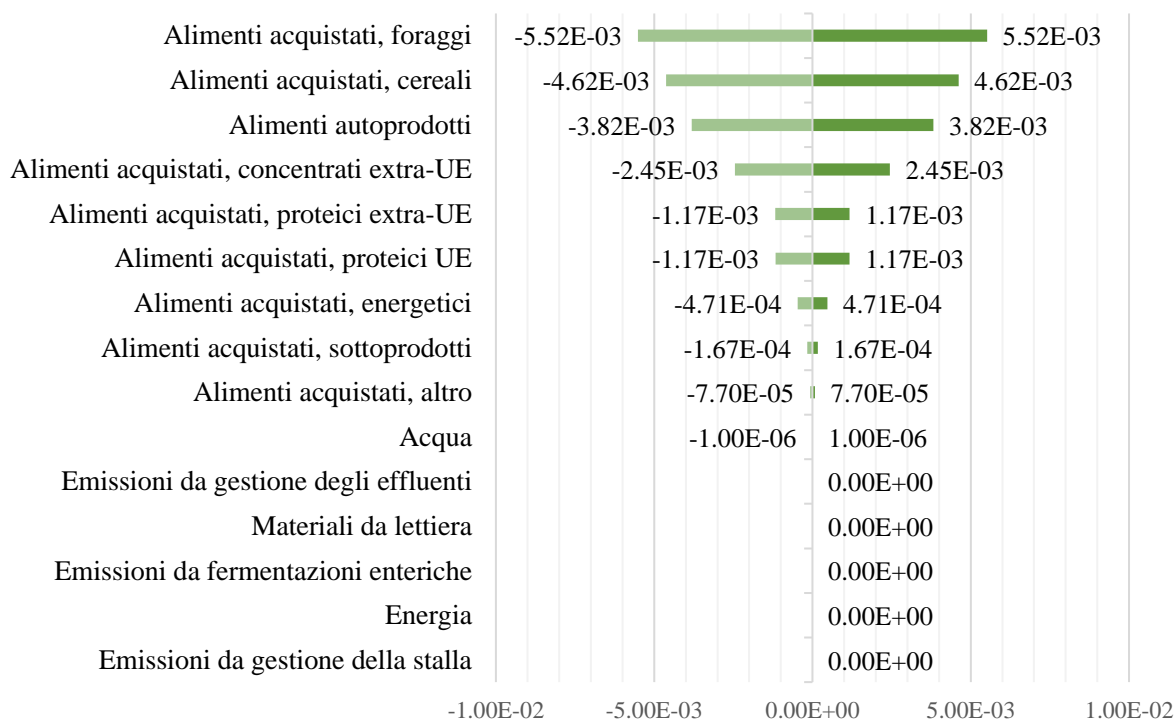 Alimenti acquistati, foraggi -5.52E-03 5.52E-03
Alimenti acquistati, cereali -4.62E-03 4.62E-03
Alimenti autoprodotti -3.82E-03 3.82E-03
Alimenti acquistati, concentrati extra-UE -2.45E-03 2.45E-03
Alimenti acquistati, proteici extra-UE -1.17E-03 1.17E-03
Alimenti acquistati, proteici UE -1.17E-03 1.17E-03
Alimenti acquistati, energetici -4.71E-04 4.71E-04
Alimenti acquistati, sottoprodotti -1.67E-04 1.67E-04
Alimenti acquistati, altro -7.70E-05 7.70E-05
Acqua -1.00E-06 1.00E-06
Emissioni da gestione degli effluenti 0.00E+00
Materiali da lettiera 0.00E+00
Emissioni da fermentazioni enteriche 0.00E+00
Energia 0.00E+00
Emissioni da gestione della stalla 0.00E+00
-1.00E-02 -5.00E-03 0.00E+00 5.00E-03 1.00E-02